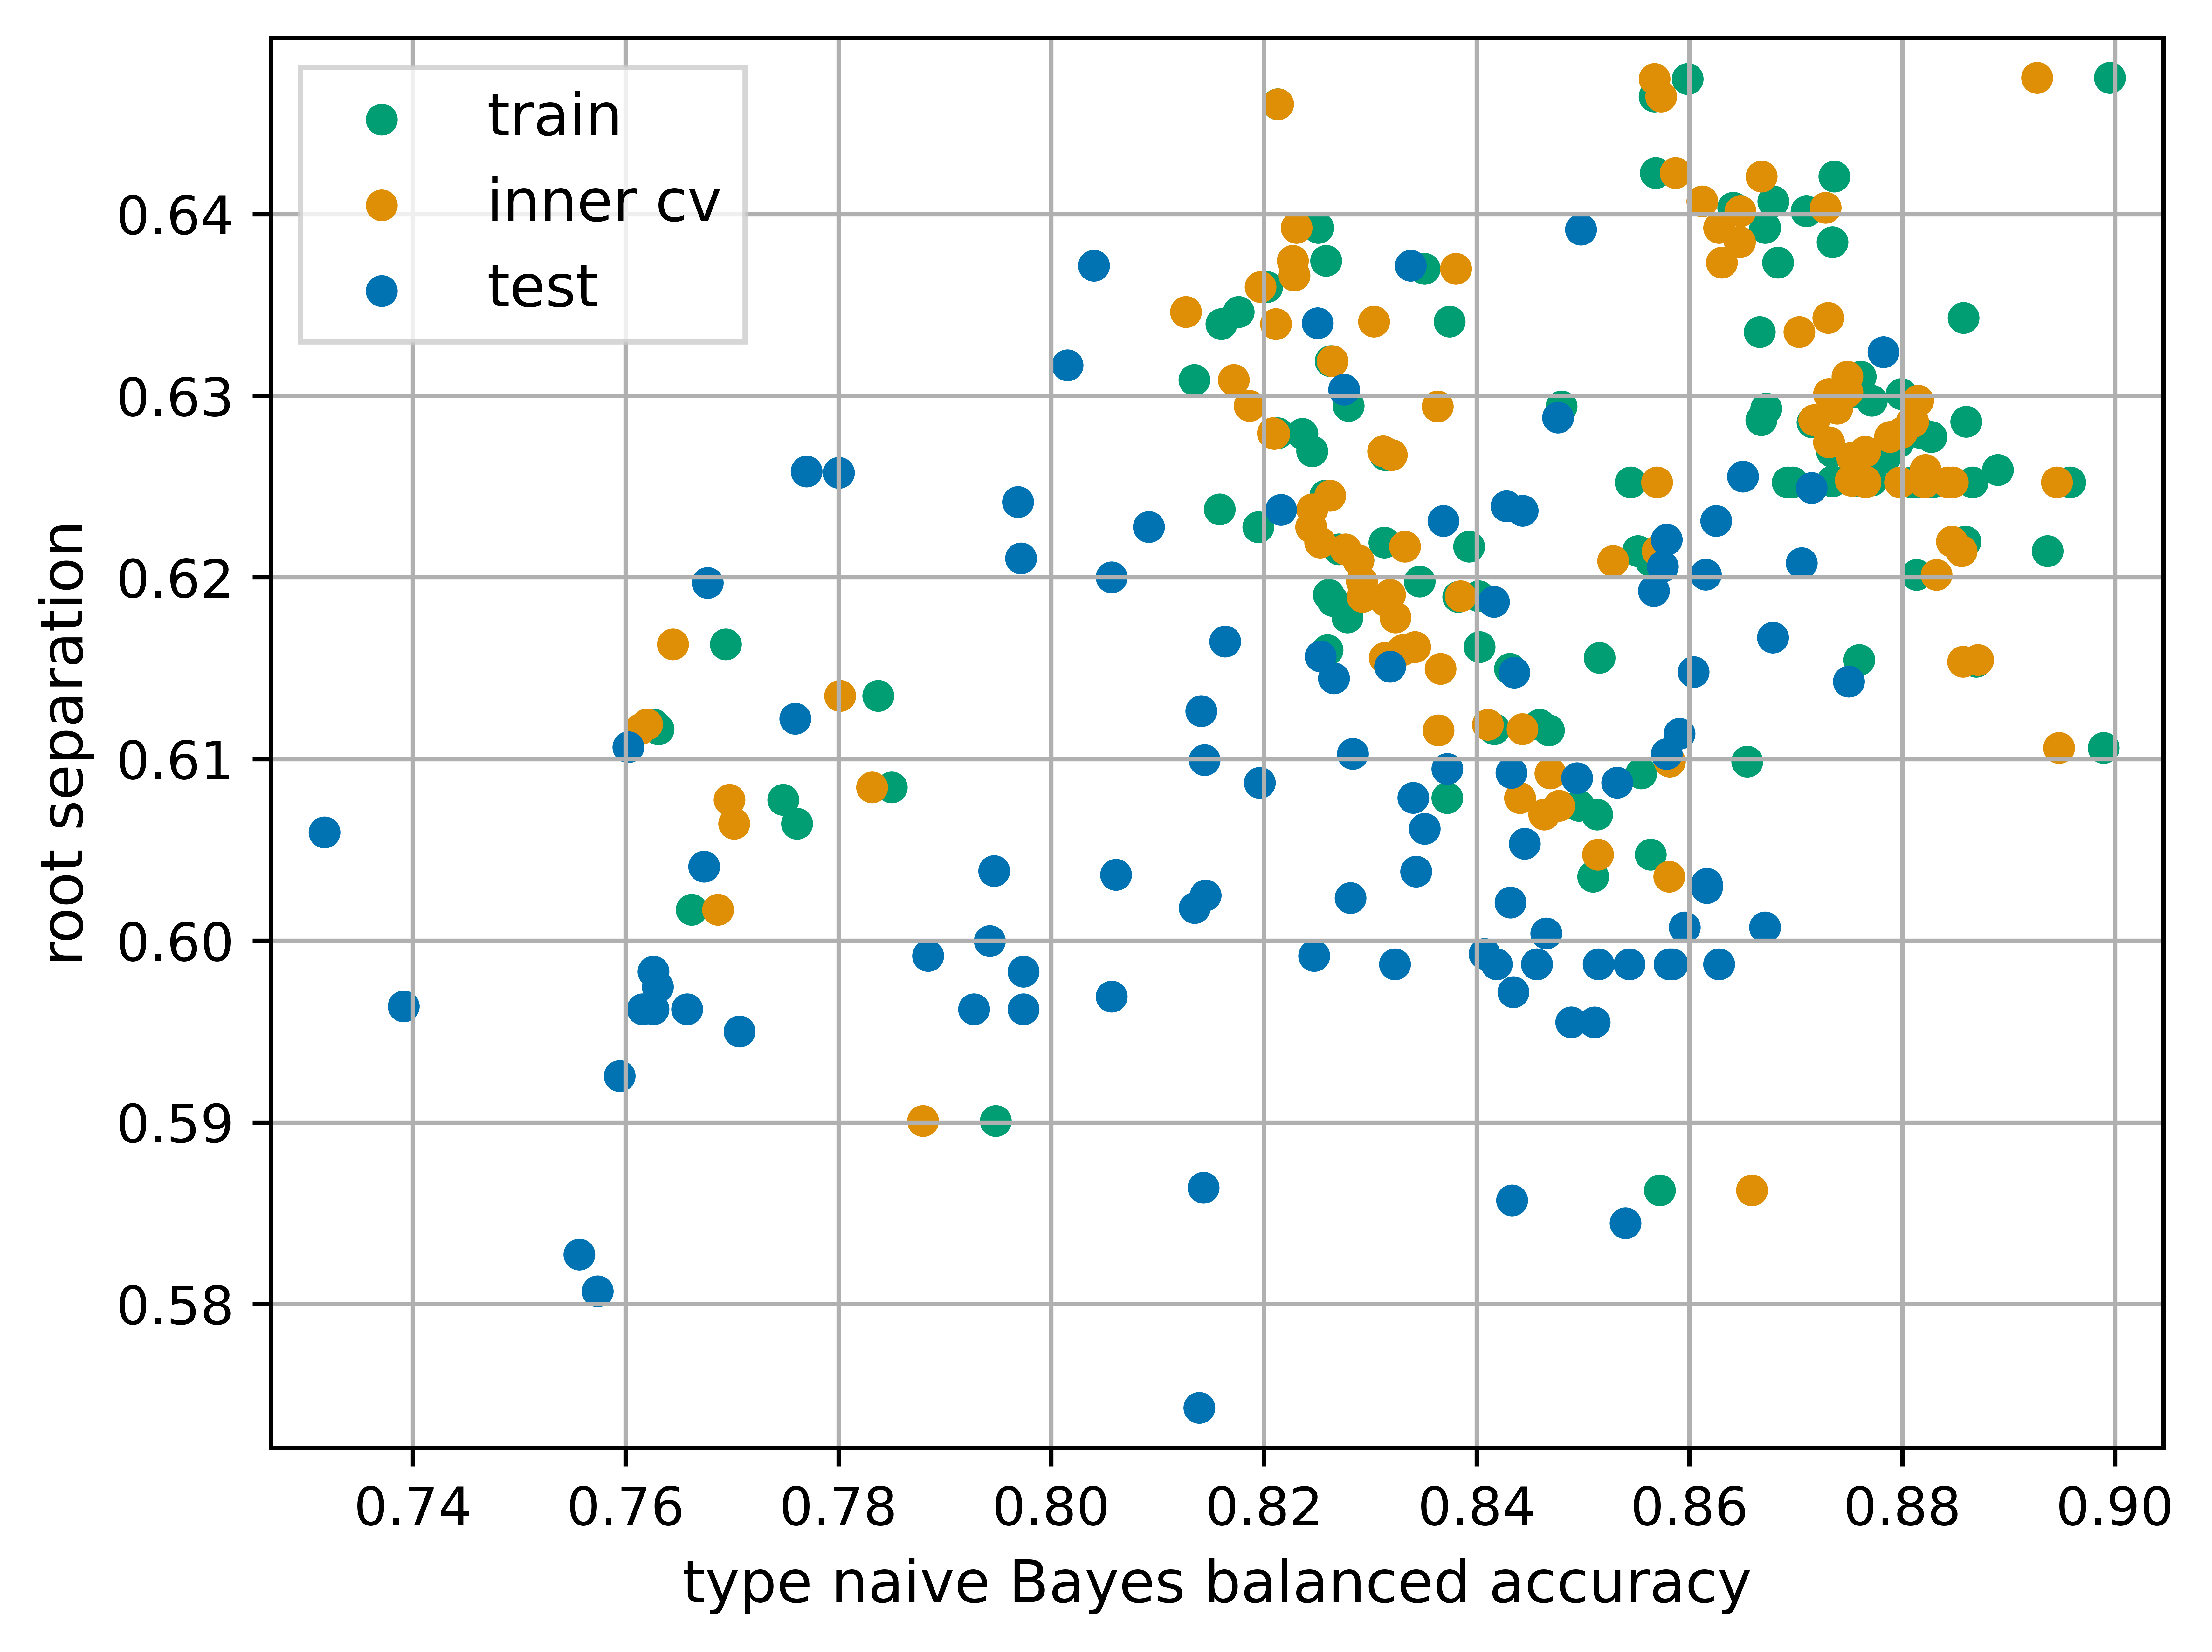 train
inner cv
test
0.64
0.63
0.62
0.61
0.60
0.59
0.58
root separation
0.74 0.76 0.78 0.80 0.82 0.84 0.86 0.88 0.90
type naive Bayes balanced accuracy